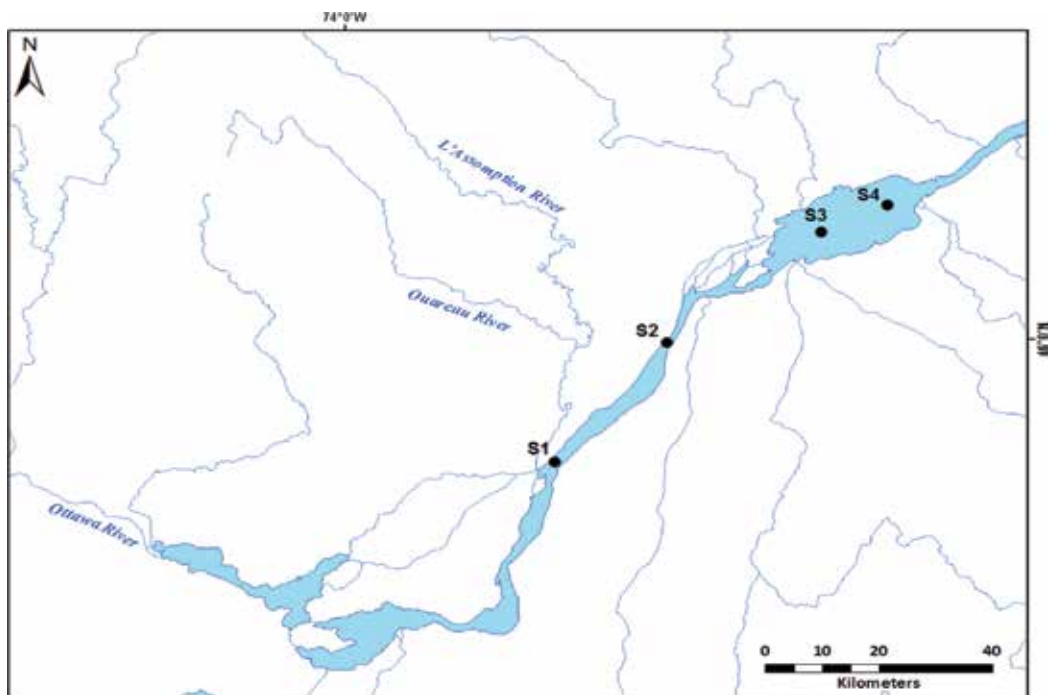 74°0'W
N
L'Assomption River
S4
S3
Ouareau River
S2
S1
Ottawa River
0 10 20 40
Kilometers